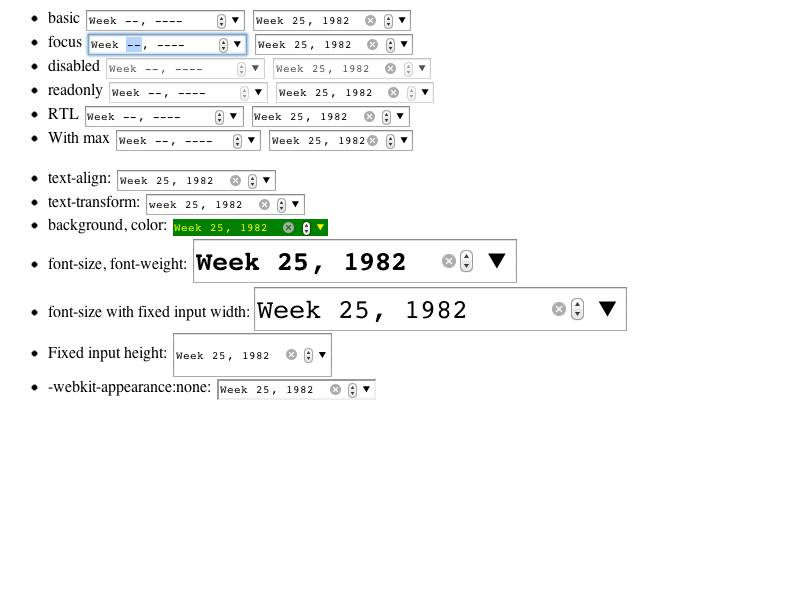 basic Week --, ---- Week 25, 1982
focus Week --, ---- Week 25, 1982
disabled Week --, ---- Week 25, 1982
readonly Week --, ---- Week 25, 1982
RTL Week --, ---- Week 25, 1982
With max Week --, ---- Week 25, 1982
text-align: Week 25, 1982
text-transform: week 25, 1982
background, color: Week 25, 1982
font-size, font-weight: Week 25, 1982
font-size with fixed input width: Week 25, 1982
Fixed input height: Week 25, 1982
-webkit-appearance:none: Week 25, 1982